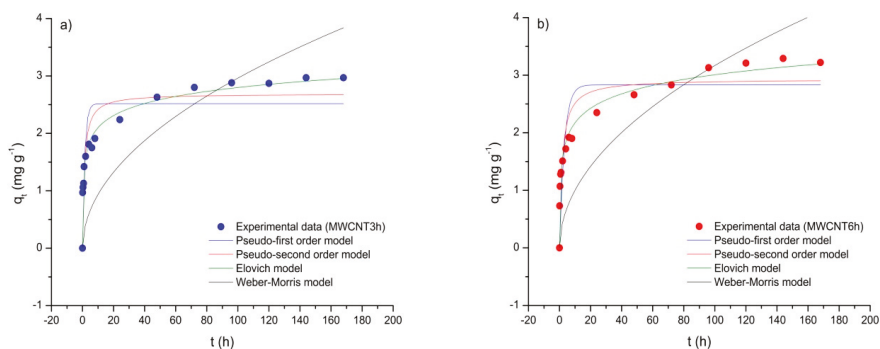 a)
4
3
2
1
0
-1
qt (mg g-1)
Experimental data (MWCNT3h)
Pseudo-first order model
Pseudo-second order model
Elovich model
Weber-Morris model
-40 -20 0 20 40 60 80 100 120 140 160 180 200
t (h)
b)
4
3
2
1
0
-1
qt (mg g-1)
Experimental data (MWCNT6h)
Pseudo-first order model
Pseudo-second order model
Elovich model
Weber-Morris model
-40 -20 0 20 40 60 80 100 120 140 160 180 200
t (h)